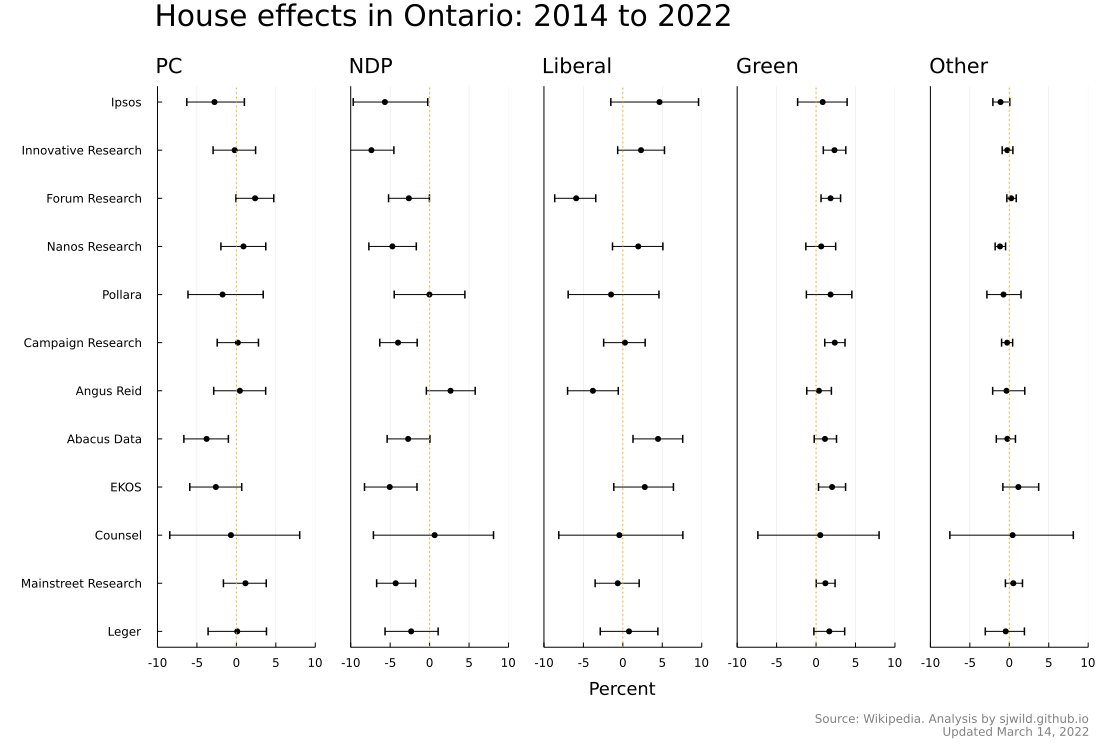 House effects in Ontario: 2014 to 2022
PC NDP Liberal Green Other
Ipsos
Innovative Research
Forum Research
Nanos Research
Pollara
Campaign Research
Angus Reid
Abacus Data
EKOS
Counsel
Mainstreet Research
Leger
-10 -5 0 5 10 -10 -5 0 5 10 -10 -5 0 5 10 -10 -5 0 5 10 -10 -5 0 5 10
Percent
Source: Wikipedia. Analysis by sjwild.github.io
Updated March 14, 2022